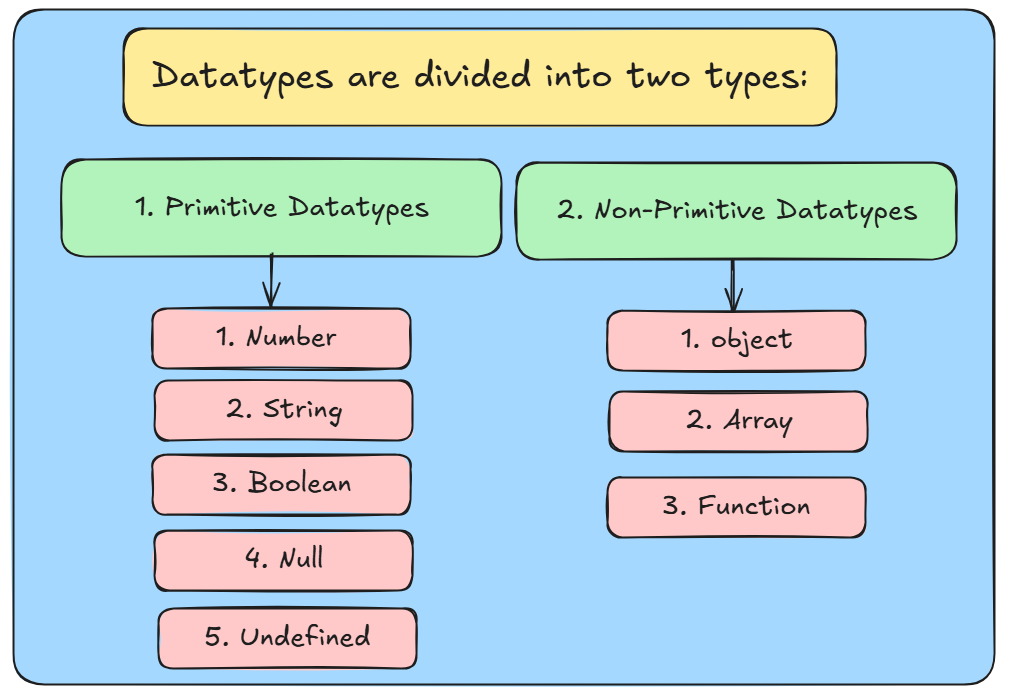 Datatypes are divided into two types:
1. Primitive Datatypes
1. Number
2. String
3. Boolean
4. Null
5. Undefined
2. Non-Primitive Datatypes
1. object
2. Array
3. Function